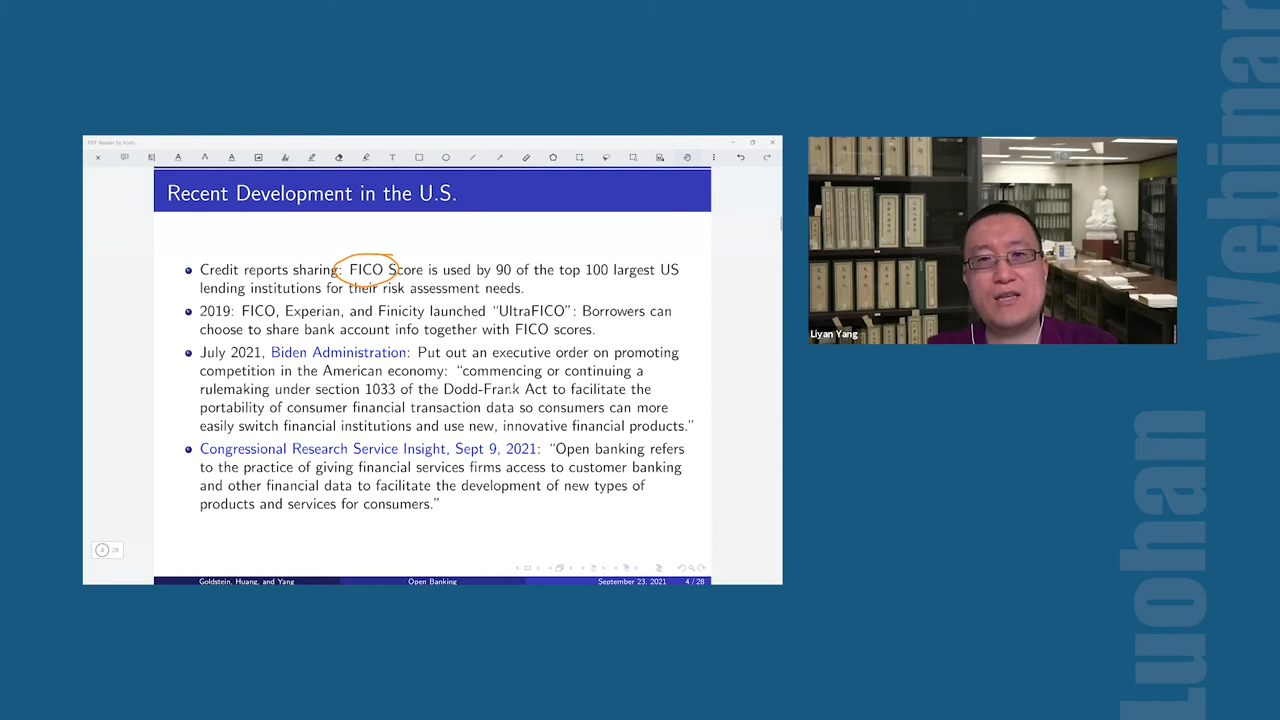 PDF Reader by Xodo
Recent Development in the U.S.
Credit reports sharing: FICO Score is used by 90 of the top 100 largest US
lending institutions for their risk assessment needs.
2019: FICO, Experian, and Finicity launched “UltraFICO”: Borrowers can
choose to share bank account info together with FICO scores.
July 2021, Biden Administration: Put out an executive order on promoting
competition in the American economy: “commencing or continuing a
rulemaking under section 1033 of the Dodd-Frank Act to facilitate the
portability of consumer financial transaction data so consumers can more
easily switch financial institutions and use new, innovative financial products.”
Congressional Research Service Insight, Sept 9, 2021: “Open banking refers
to the practice of giving financial services firms access to customer banking
and other financial data to facilitate the development of new types of
products and services for consumers.”
4 28
Goldstein, Huang, and Yang Open Banking September 23, 2021 4 / 28
Liyan Yang
Luohan Webinar